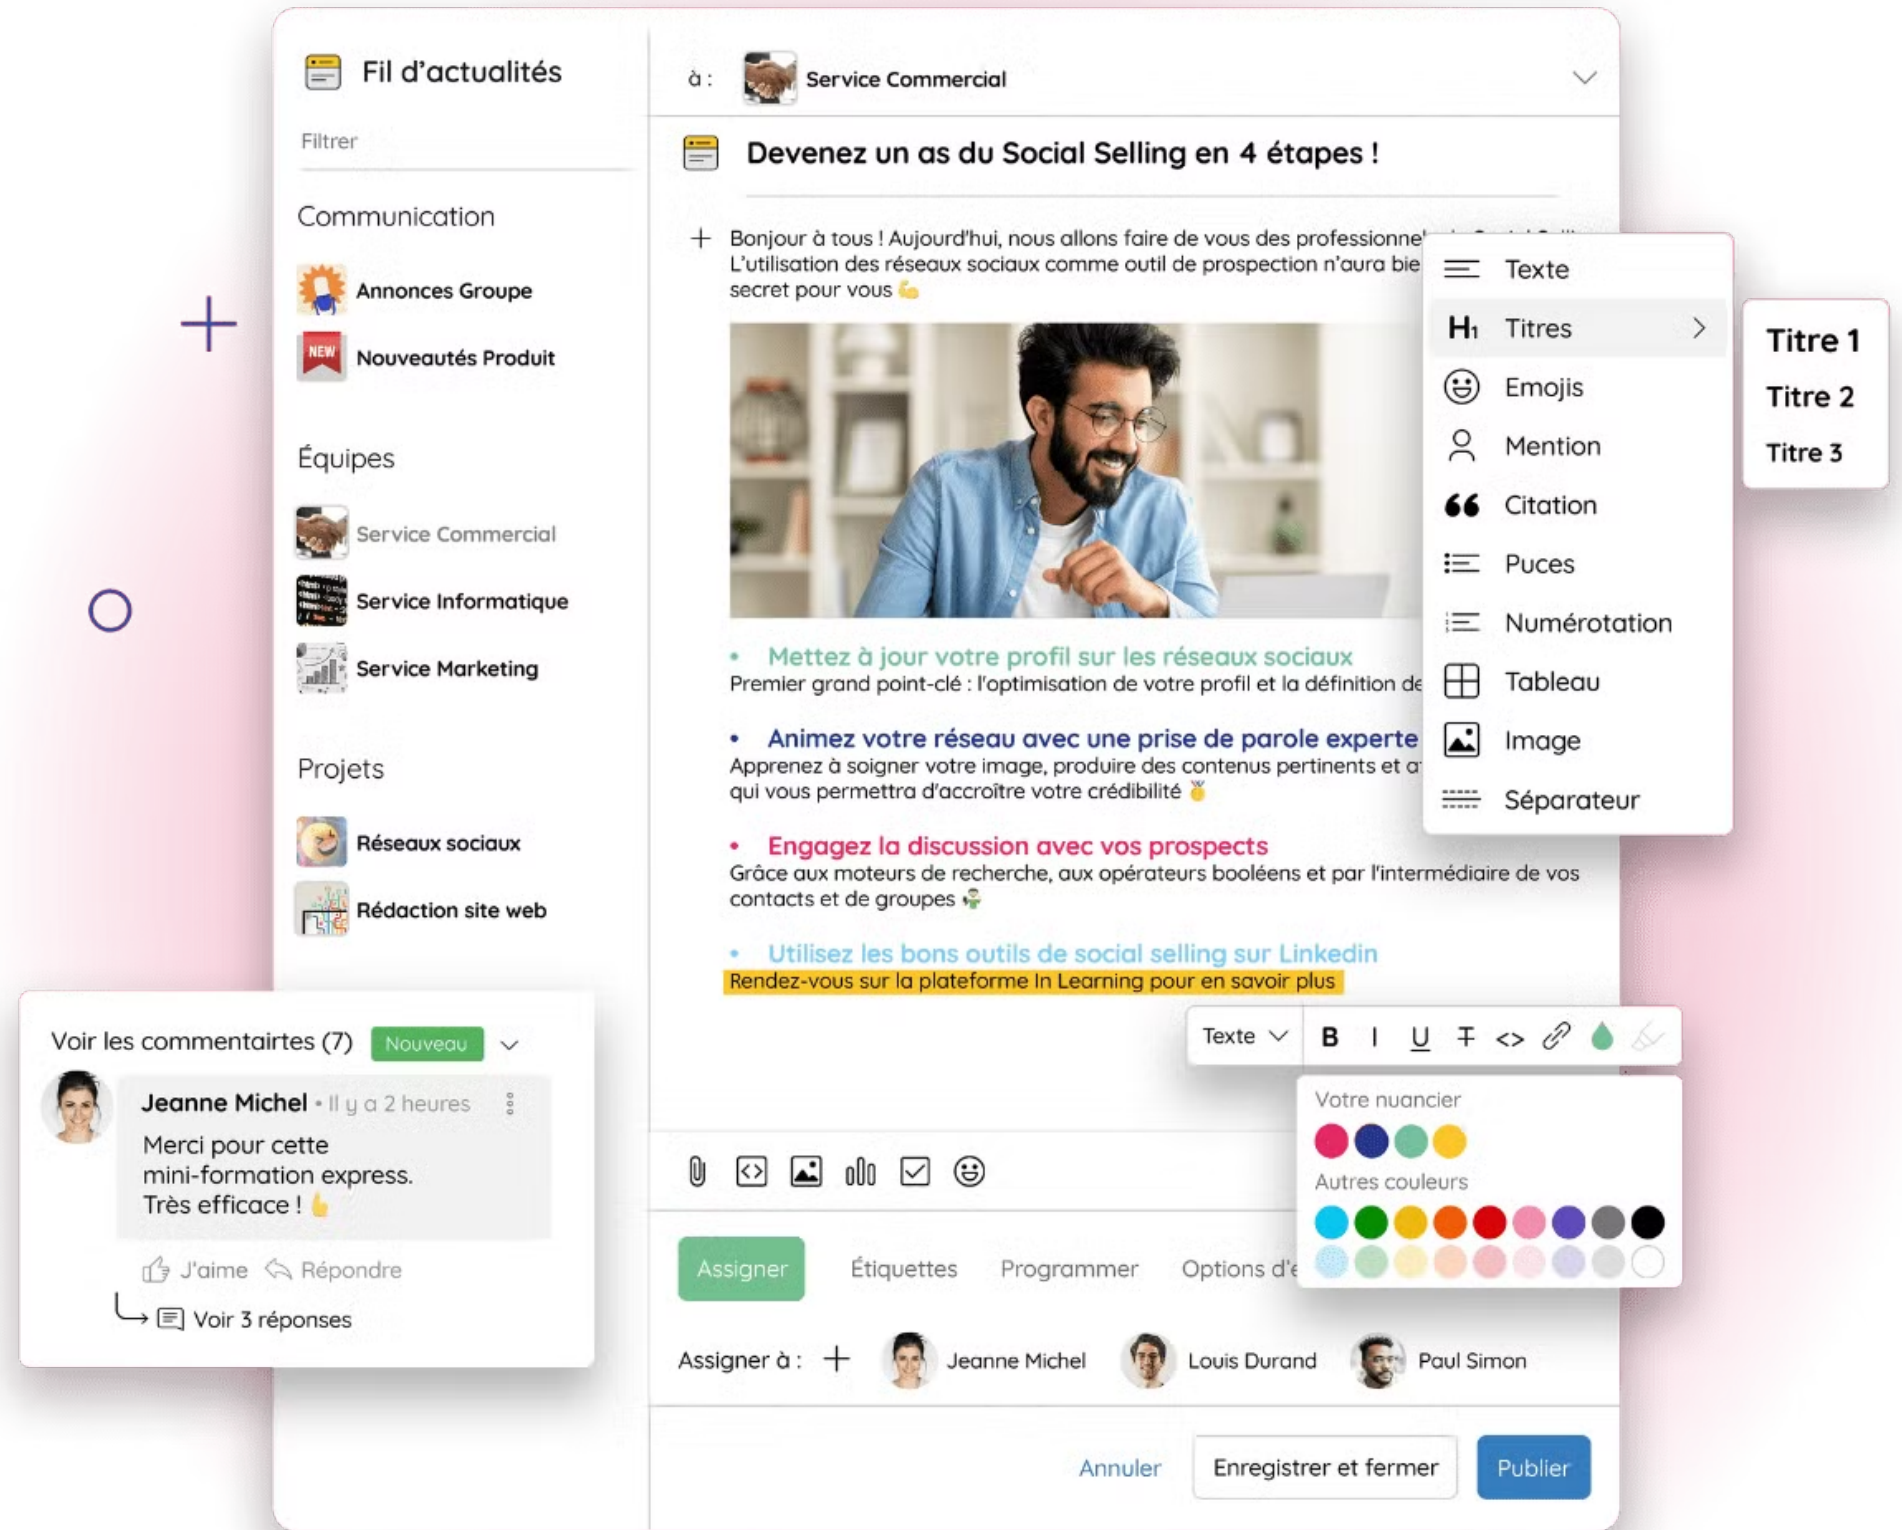 Fil d'actualités
Filtrer
Communication
Annonces Groupe
NEW
Nouveautés Produit
Équipes
Service Commercial
Service Informatique
Service Marketing
Projets
Réseaux sociaux
Rédaction site web
à :
Service Commercial
Devenez un as du Social Selling en 4 étapes !
Bonjour à tous ! Aujourd'hui, nous allons faire de vous des
L'utilisation des réseaux sociaux comme outil de prospection n'aura
secret pour vous 💪
• Mettez à jour votre profil sur les réseaux sociaux
Premier grand point-clé : l'optimisation de votre profil et la définition
• Animez votre réseau avec une prise de parole experte
Apprenez à soigner votre image, produire des contenus pertinents et
qui vous permettra d'accroître votre crédibilité 🏅
• Engagez la discussion avec vos prospects
Grâce aux moteurs de recherche, aux opérateurs booléens et par l'intermédiaire de vos
contacts et de groupes
• Utilisez les bons outils de social selling sur Linkedin
Rendez-vous sur la plateforme In Learning pour en savoir plus
Texte
H1 Titres
Emojis
Mention
Citation
Puces
Numérotation
Tableau
Image
Séparateur
Titre 1
Titre 2
Titre 3
Texte B I U T <>
Votre nuancier
Autres couleurs
Assigner
Étiquettes
Programmer
Options
Assigner à : + Jeanne Michel Louis Durand Paul Simon
Annuler
Enregistrer et fermer
Publier
Voir les commentairtes (7)
Nouveau
Jeanne Michel • Il y a 2 heures
Merci pour cette
mini-formation express.
Très efficace ! 👍
J'aime
Répondre
Voir 3 réponses